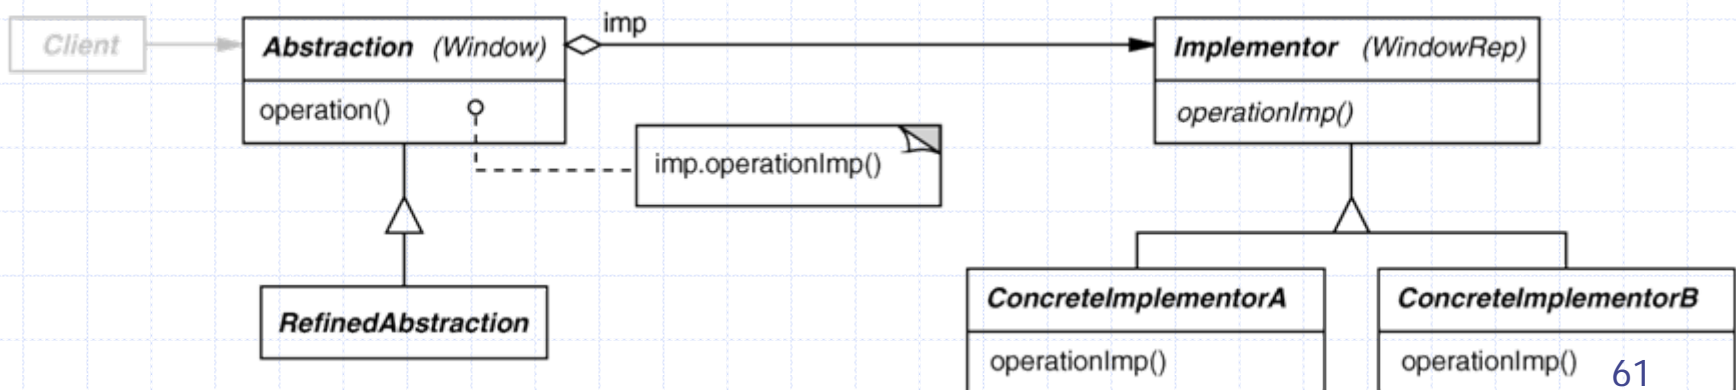 imp
Client
Abstraction (Window)
Implementor (WindowRep)
operation()
operationImp()
imp.operationImp()
RefinedAbstraction
ConcreteImplementorA
ConcreteImplementorB
operationImp()
operationImp()
61